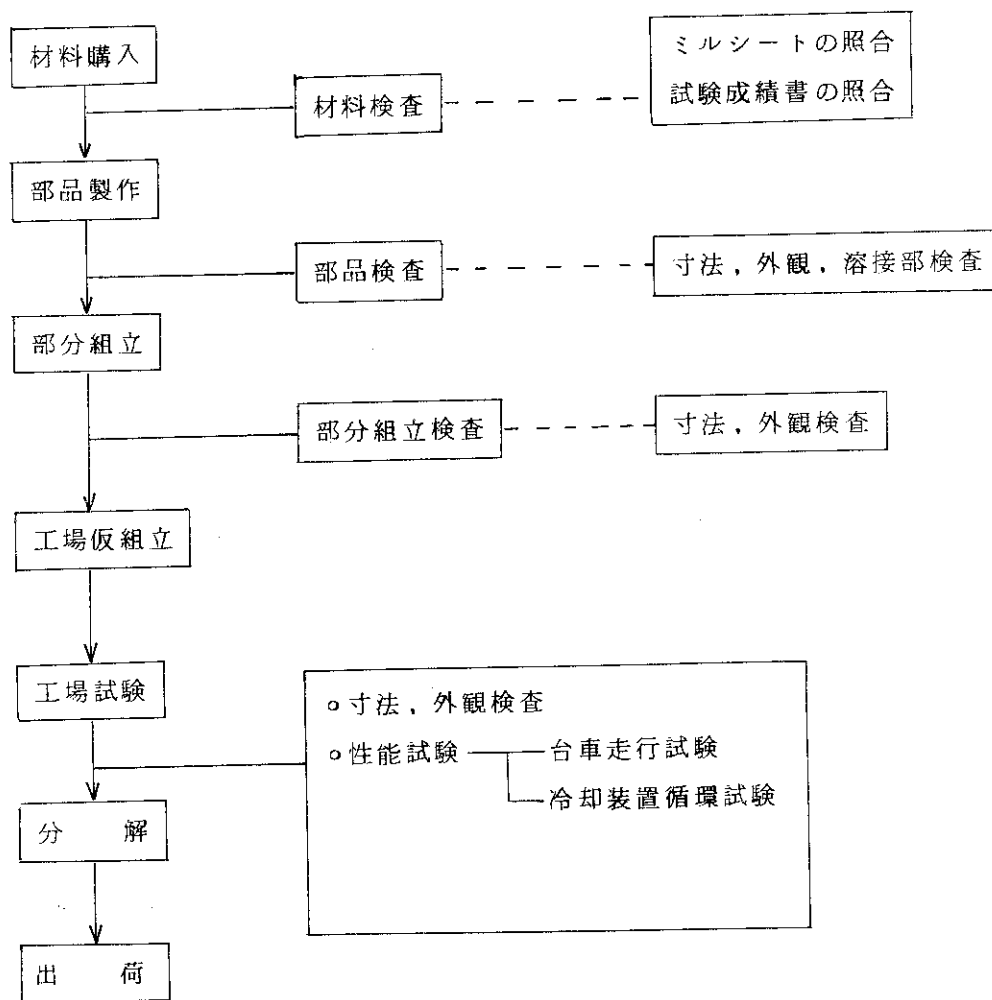 材料購入
ミルシートの照合
試験成績書の照合
材料検査
部品製作
部品検査
寸法，外観，溶接部検査
部分組立
部分組立検査
寸法，外観検査
工場仮組立
工場試験
○寸法，外観検査
○性能試験
台車走行試験
冷却装置循環試験
分　解
出　荷